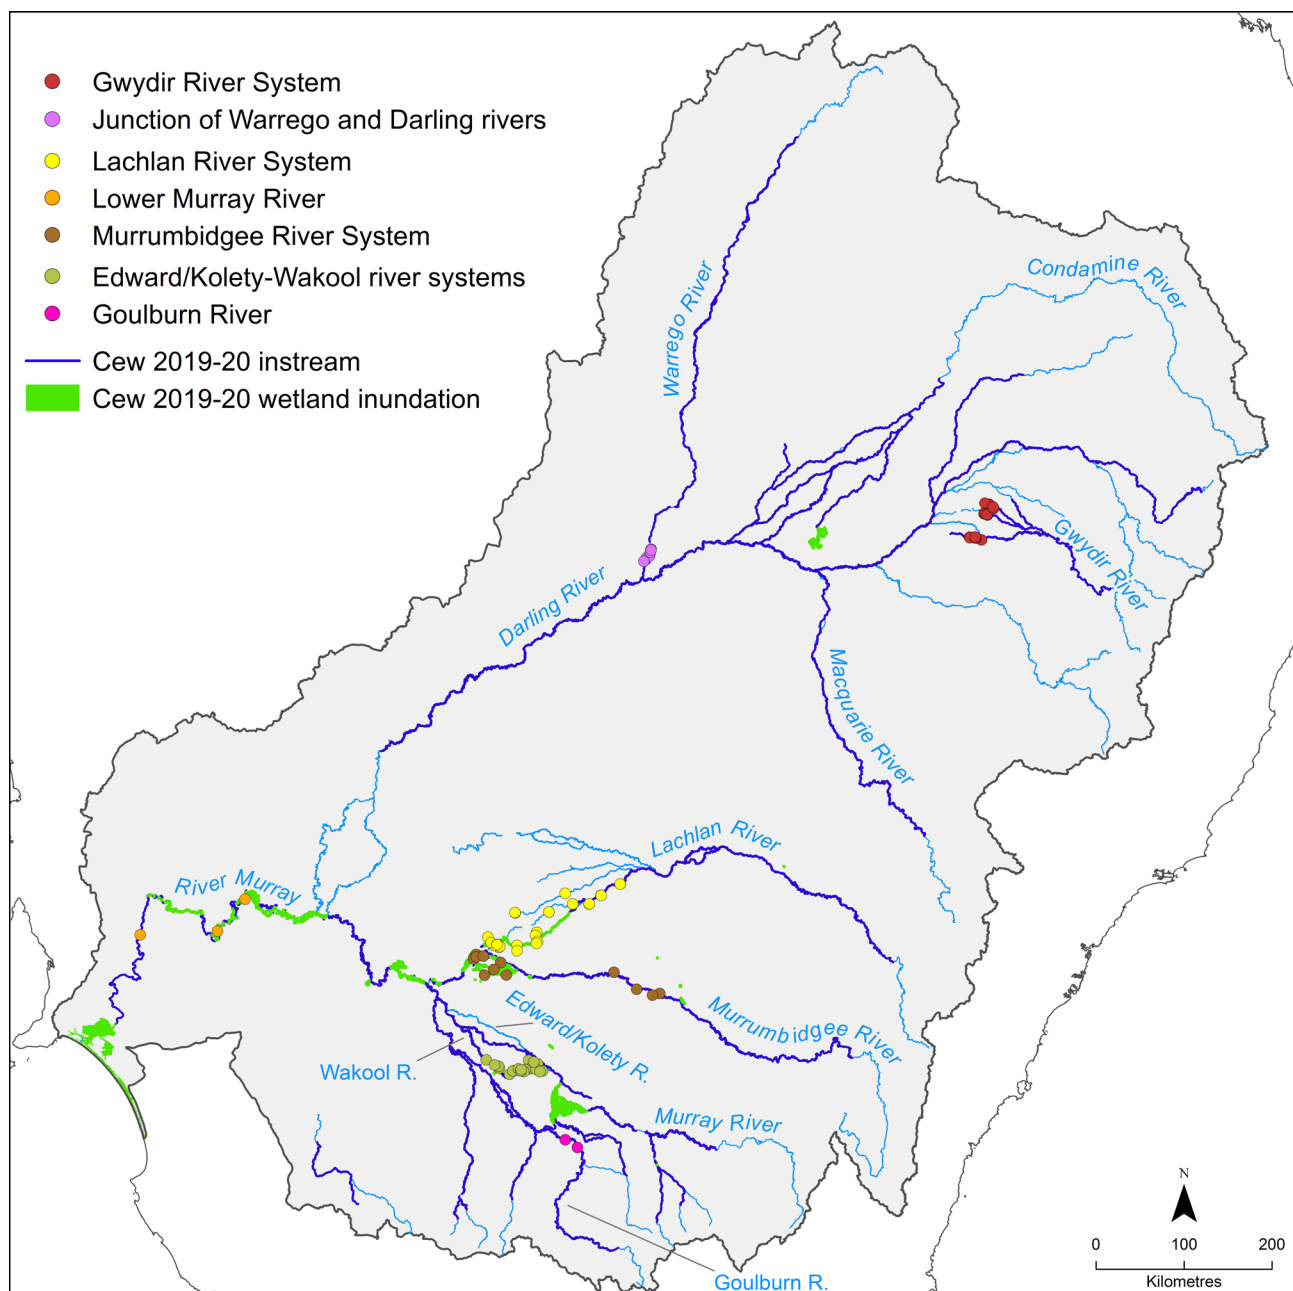 Gwydir River System
Junction of Warrego and Darling rivers
Lachlan River System
Lower Murray River
Murrumbidgee River System
Edward/Kolety-Wakool river systems
Goulburn River
Cew 2019-20 instream
Cew 2019-20 wetland inundation
Warrego River
Condamine River
Gwydir River
Darling River
Macquarie River
Lachlan River
River Murray
Murrumbidgee River
Edward/Kolety R.
Wakool R.
Murray River
Goulburn R.
N
0 100 200
Kilometres